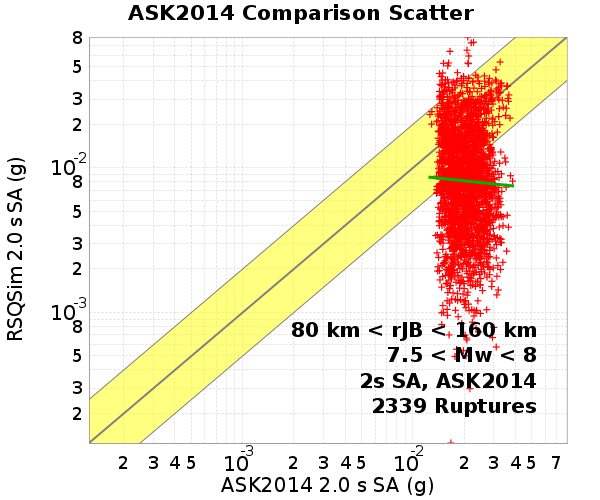 ASK2014 Comparison Scatter
RSQSim 2.0 s SA (g)
8
5
3
2
10-2
8
5
3
2
10-3
8
5
3
2
80 km < rJB < 160 km
7.5 < Mw < 8
2s SA, ASK2014
2339 Ruptures
2 3 4 5 10-3 2 3 4 5 10-2 2 3 4 5 7
ASK2014 2.0 s SA (g)